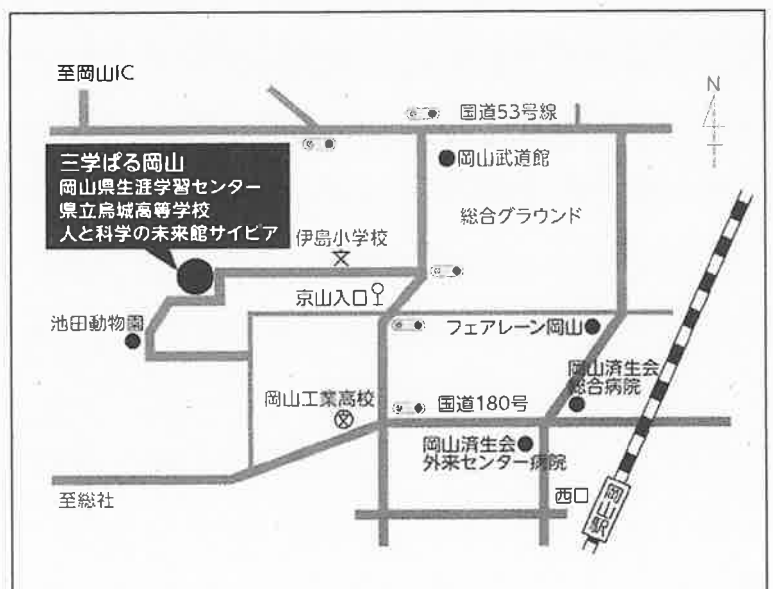 至岡山IC
国道53号線
N
三学ぱる岡山
岡山県生涯学習センター
県立烏城高等学校
人と科学の未来館サイピア
岡山武道館
総合グラウンド
伊島小学校
京山入口
池田動物園
フェアレーン岡山
岡山済生会
総合病院
岡山工業高校
国道180号
岡山済生会
外来センター病院
至総社
西口
岡山駅